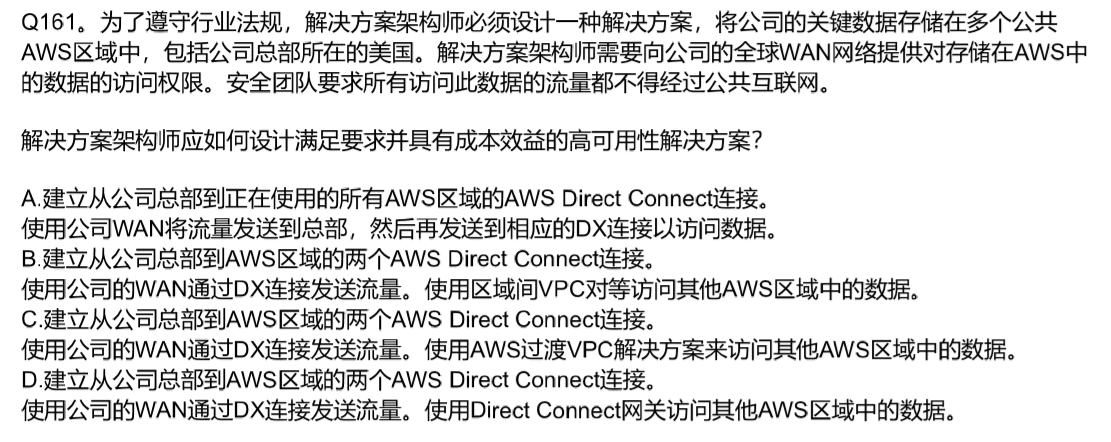 Q161。为了遵守行业法规，解决方案架构师必须设计一种解决方案，将公司的关键数据存储在多个公共
AWS区域中，包括公司总部所在的美国。解决方案架构师需要向公司的全球WAN网络提供对存储在AWS中
的数据的访问权限。安全团队要求所有访问此数据的流量都不得经过公共互联网。
解决方案架构师应如何设计满足要求并具有成本效益的高可用性解决方案？
A.建立从公司总部到正在使用的所有AWS区域的AWS Direct Connect连接。
使用公司WAN将流量发送到总部，然后再发送到相应的DX连接以访问数据。
B.建立从公司总部到AWS区域的两个AWS Direct Connect连接。
使用公司的WAN通过DX连接发送流量。使用区域间VPC对等访问其他AWS区域中的数据。
C.建立从公司总部到AWS区域的两个AWS Direct Connect连接。
使用公司的WAN通过DX连接发送流量。使用AWS过渡VPC解决方案来访问其他AWS区域中的数据。
D.建立从公司总部到AWS区域的两个AWS Direct Connect连接。
使用公司的WAN通过DX连接发送流量。使用Direct Connect网关访问其他AWS区域中的数据。